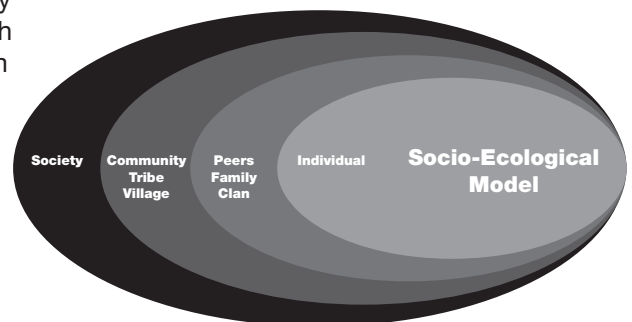 Society
Community
Tribe
Village
Peers
Family
Clan
Individual
Socio-Ecological
Model